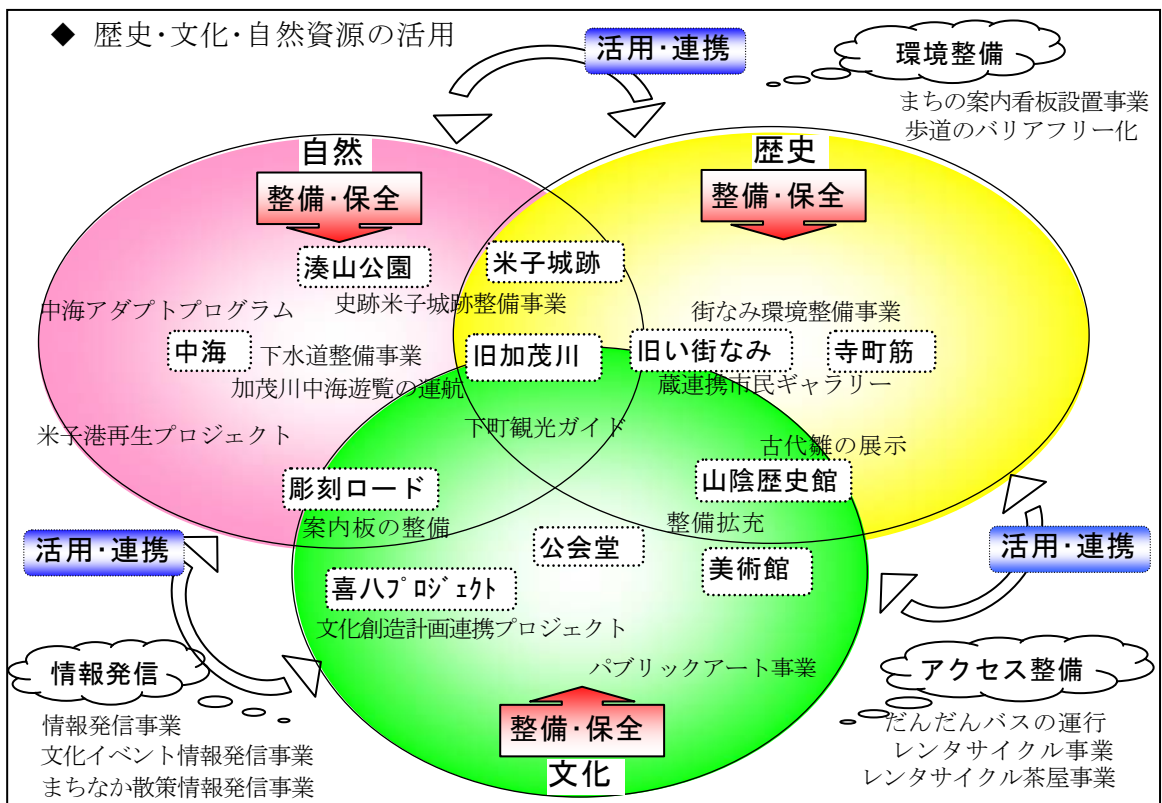 ◆ 歴史・文化・自然資源の活用
活用・連携
環境整備
まちの案内看板設置事業
歩道のバリアフリー化
自然
整備・保全
歴史
整備・保全
湊山公園
米子城跡
中海アダプトプログラム
史跡米子城跡整備事業
街なみ環境整備事業
中海
下水道整備事業
旧加茂川
旧い街なみ
寺町筋
加茂川中海遊覧の運航
蔵連携市民ギャラリー
米子港再生プロジェクト
下町観光ガイド
古代雛の展示
彫刻ロード
山陰歴史館
案内板の整備
整備拡充
活用・連携
公会堂
美術館
活用・連携
喜八プロジェクト
文化創造計画連携プロジェクト
パブリックアート事業
情報発信
アクセス整備
情報発信事業
文化イベント情報発信事業
まちなか散策情報発信事業
整備・保全
文化
だんだんバスの運行
レンタサイクル事業
レンタサイクル茶屋事業